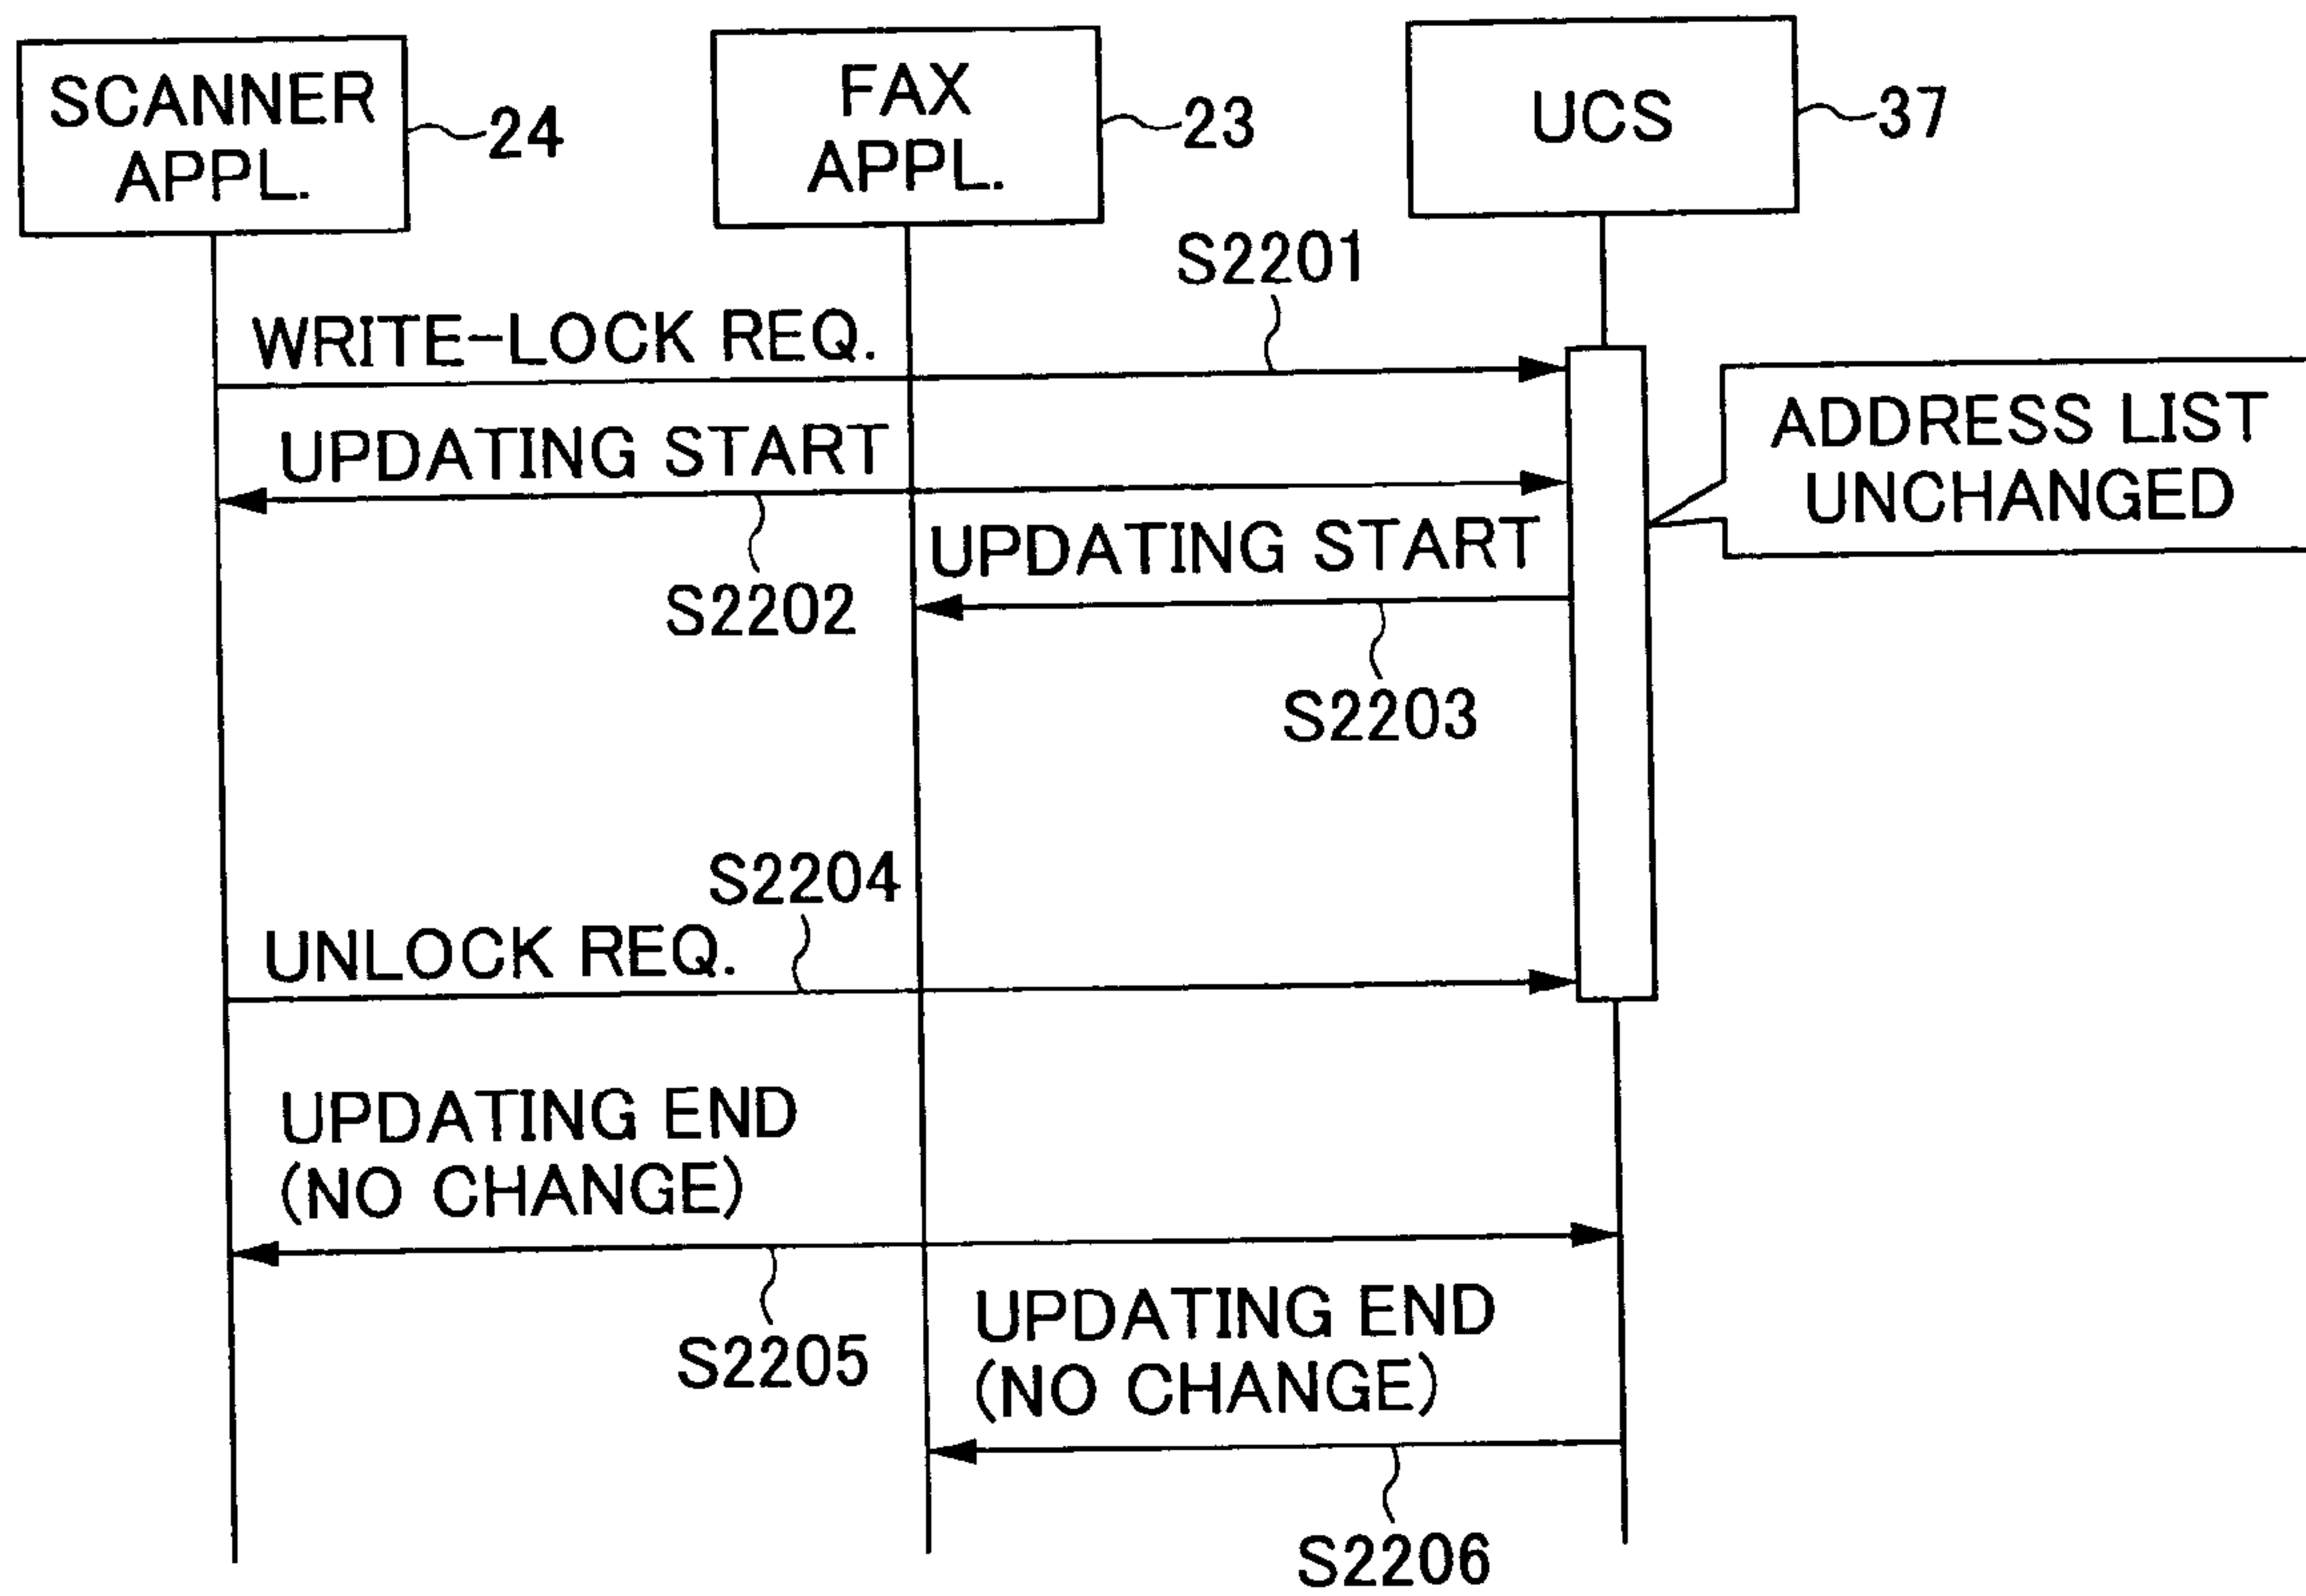 SCANNER
APPL.
24
FAX
APPL.
23
UCS
37
S2201
WRITE-LOCK REQ.
ADDRESS LIST
UNCHANGED
UPDATING START
S2202
UPDATING START
S2203
S2204
UNLOCK REQ.
UPDATING END
(NO CHANGE)
S2205
UPDATING END
(NO CHANGE)
S2206